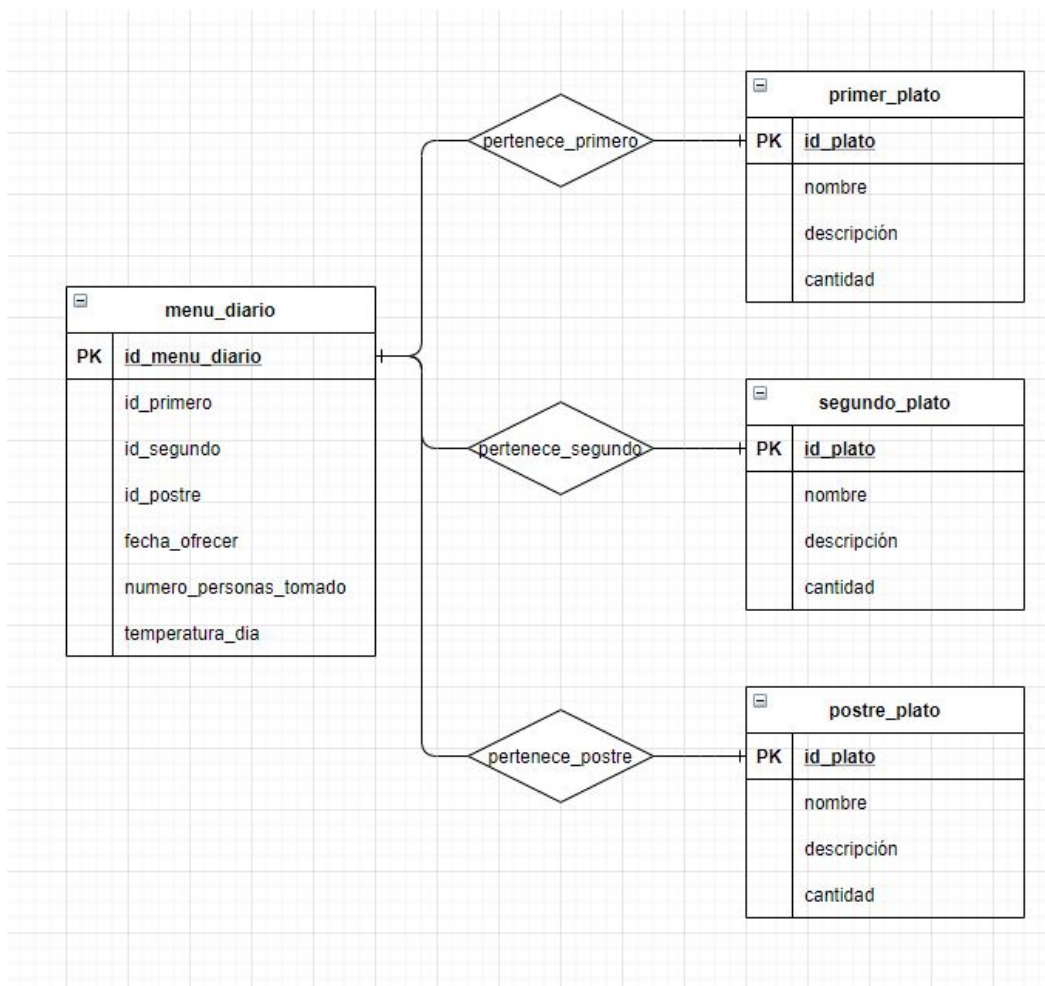 pertenece_primero
primer_plato
PK id_plato
nombre
descripción
cantidad
menu_diario
PK id_menu_diario
id_primero
id_segundo
id_postre
fecha_ofrecer
numero_personas_tomado
temperatura_dia
pertenece_segundo
segundo_plato
PK id_plato
nombre
descripción
cantidad
pertenece_postre
postre_plato
PK id_plato
nombre
descripción
cantidad